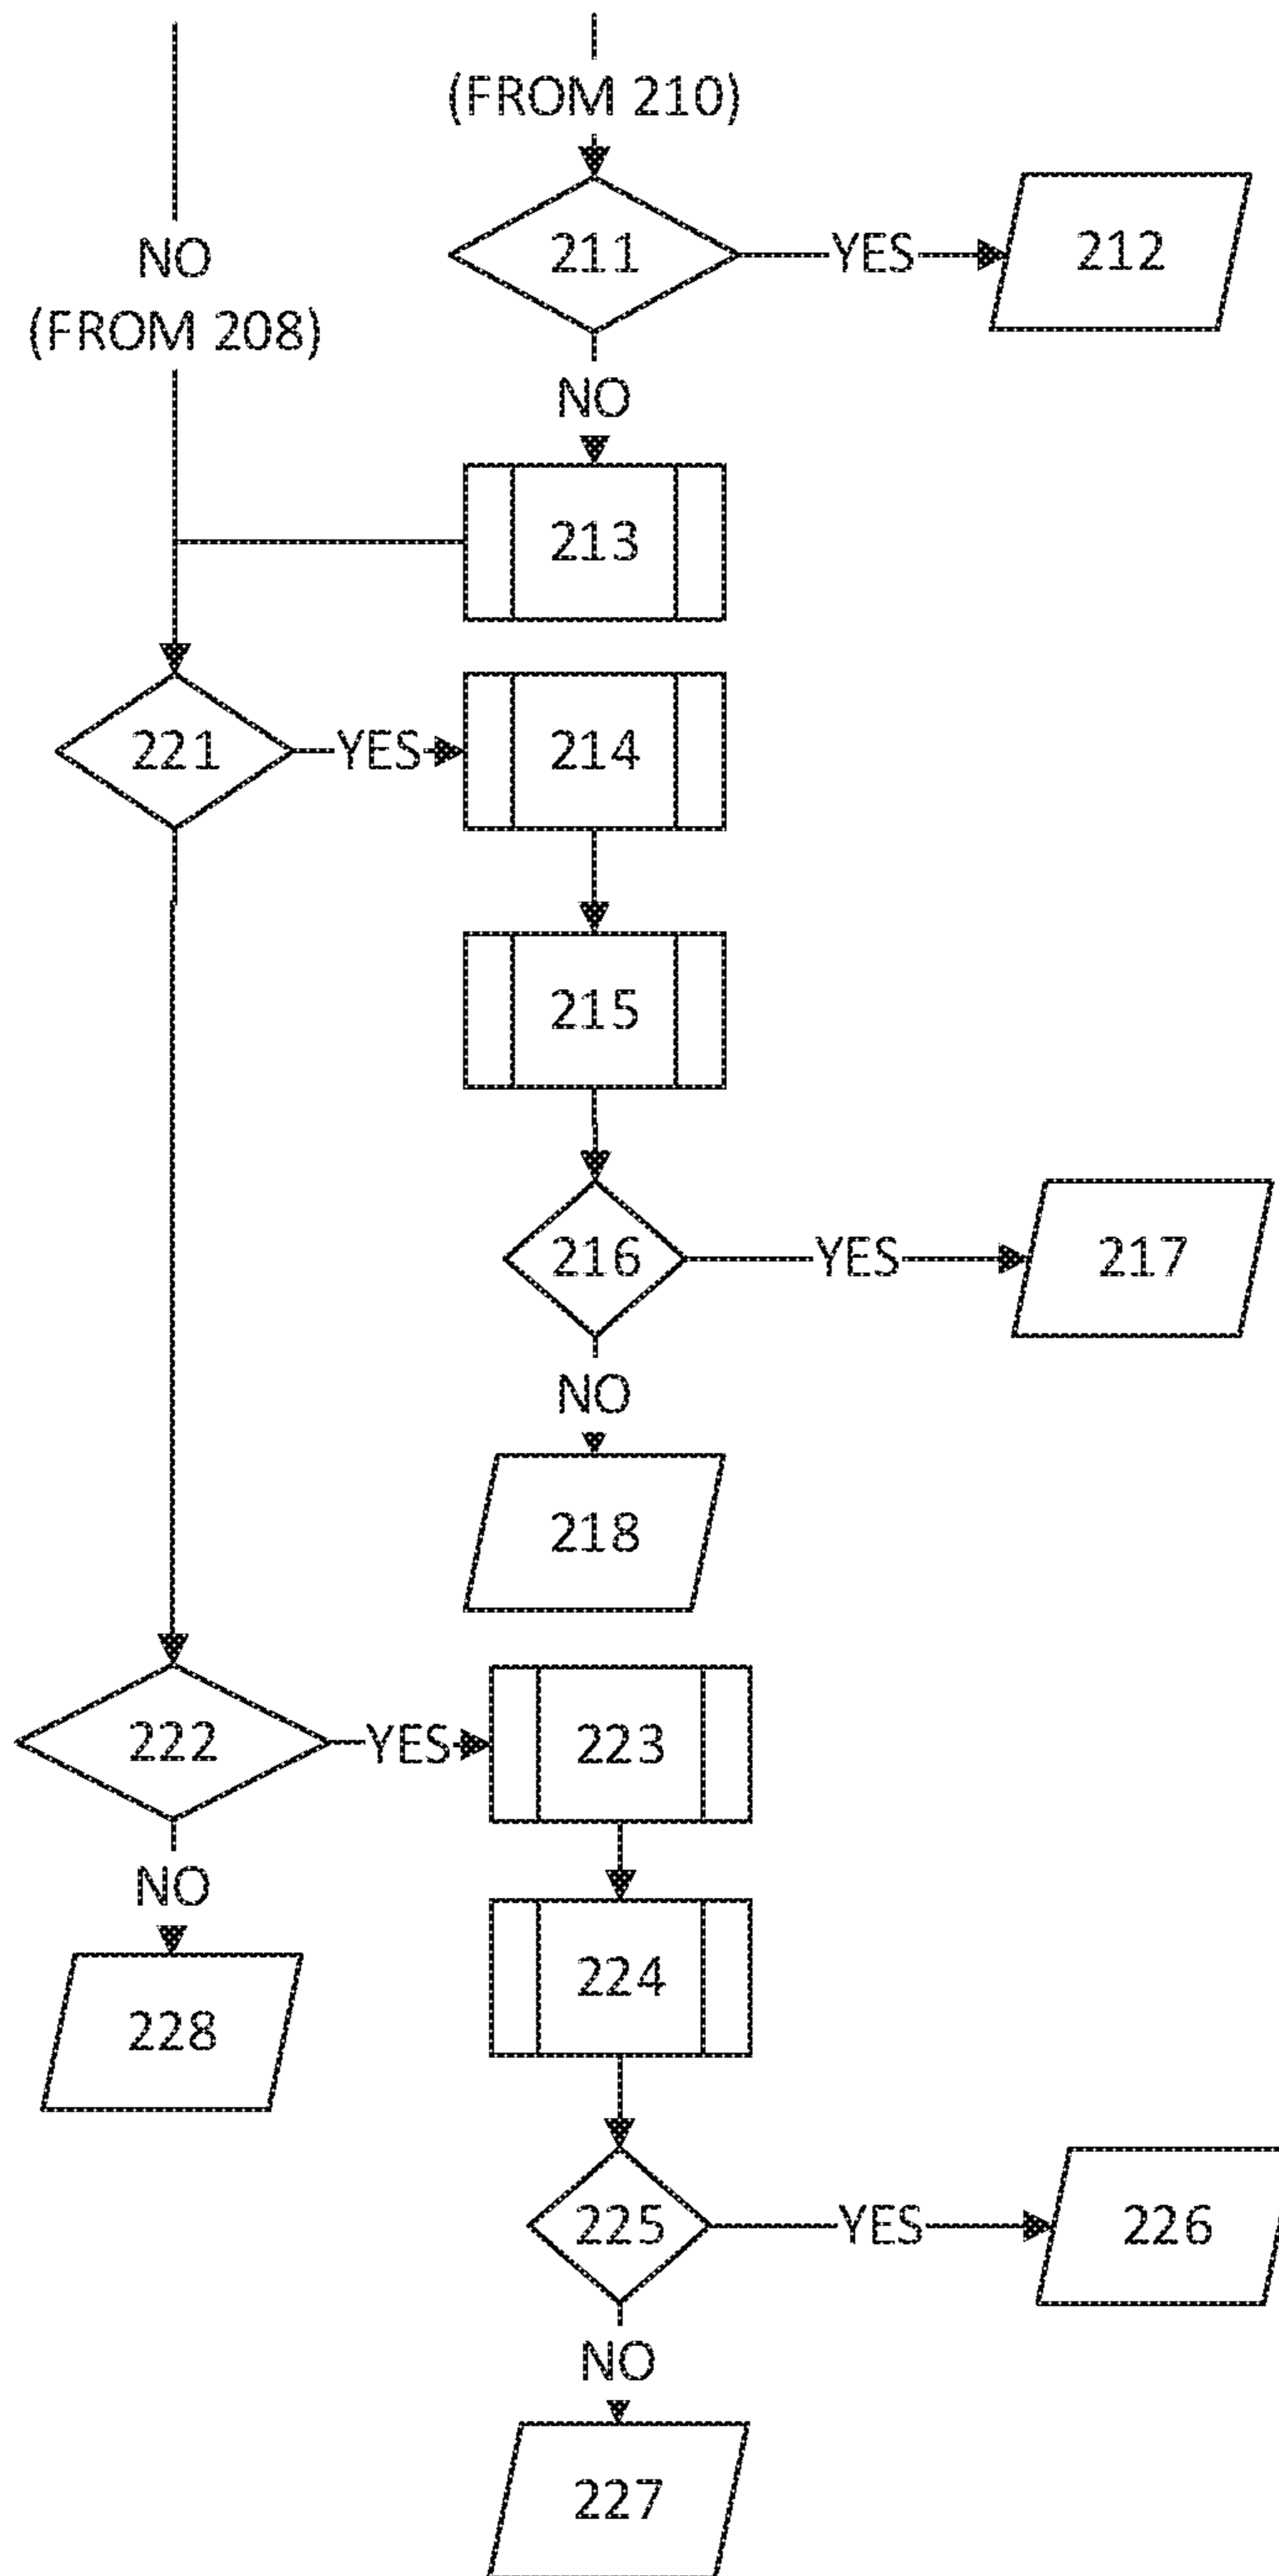 (FROM 210)
NO
(FROM 208)
211
YES
212
NO
213
221
YES
214
215
216
YES
217
NO
218
222
YES
223
NO
224
228
225
YES
226
NO
227